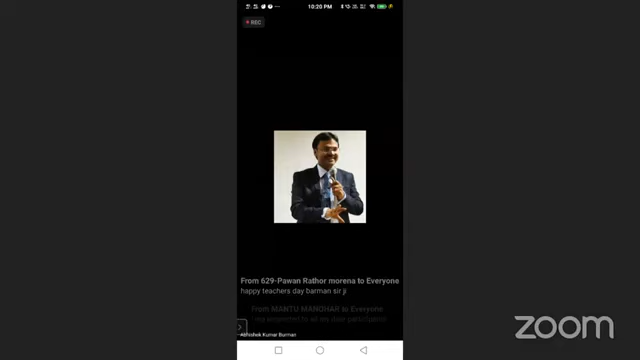 10:20 PM
REC
From 629-Pawan Rathor morena to Everyone
happy teachers day barman sir ji
From MANTU MANOHAR to Everyone
Abhishek Kumar Burman
zoom